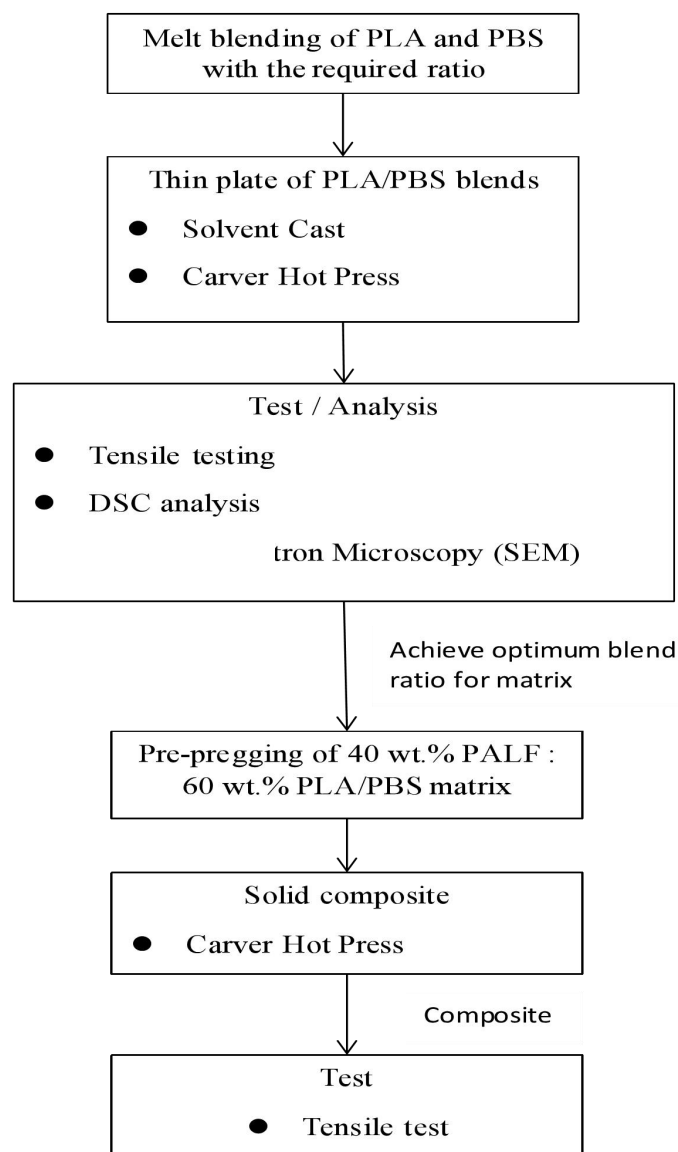 Melt blending of PLA and PBS
with the required ratio
Thin plate of PLA/PBS blends
● Solvent Cast
● Carver Hot Press
Test / Analysis
● Tensile testing
● DSC analysis
tron Microscopy (SEM)
Achieve optimum blend
ratio for matrix
Pre-pregging of 40 wt.% PALF :
60 wt.% PLA/PBS matrix
Solid composite
● Carver Hot Press
Composite
Test
● Tensile test